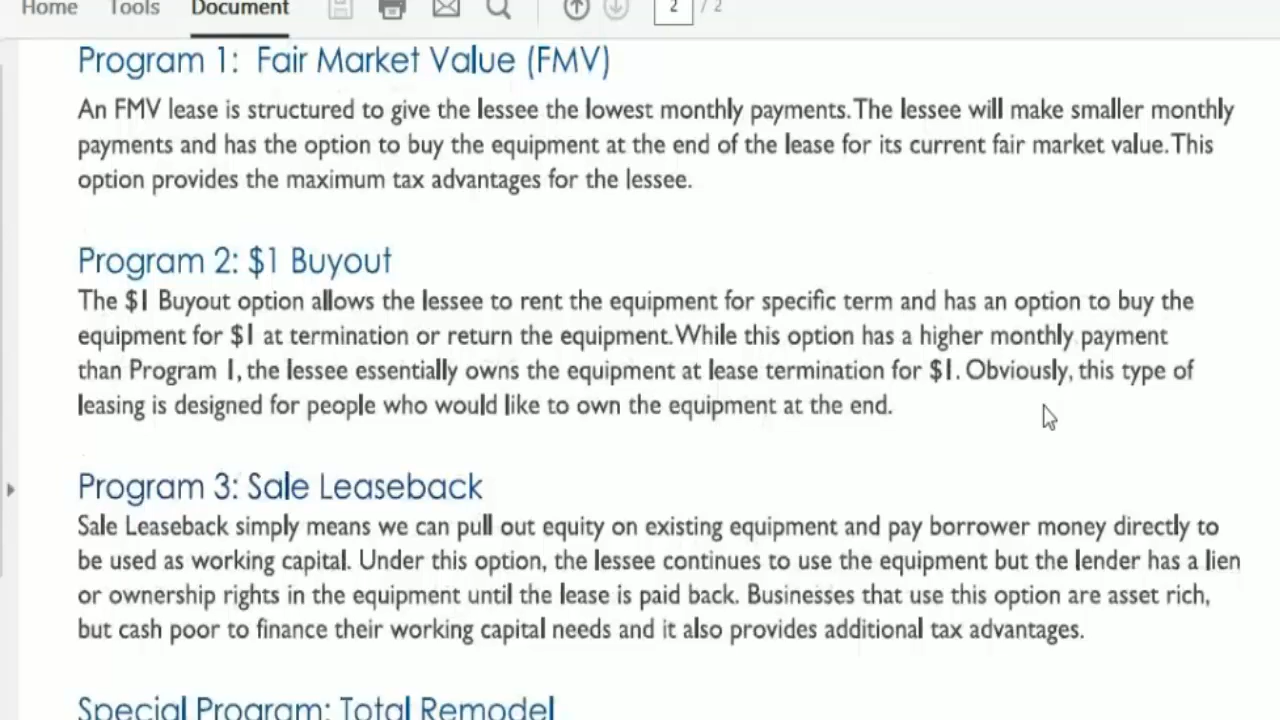 Home Tools Document 2 / 2
Program 1: Fair Market Value (FMV)
An FMV lease is structured to give the lessee the lowest monthly payments. The lessee will make smaller monthly
payments and has the option to buy the equipment at the end of the lease for its current fair market value. This
option provides the maximum tax advantages for the lessee.
Program 2: $1 Buyout
The $1 Buyout option allows the lessee to rent the equipment for specific term and has an option to buy the
equipment for $1 at termination or return the equipment. While this option has a higher monthly payment
than Program 1, the lessee essentially owns the equipment at lease termination for $1. Obviously, this type of
leasing is designed for people who would like to own the equipment at the end.
Program 3: Sale Leaseback
Sale Leaseback simply means we can pull out equity on existing equipment and pay borrower money directly to
be used as working capital. Under this option, the lessee continues to use the equipment but the lender has a lien
or ownership rights in the equipment until the lease is paid back. Businesses that use this option are asset rich,
but cash poor to finance their working capital needs and it also provides additional tax advantages.
Special Program: Total Remodel